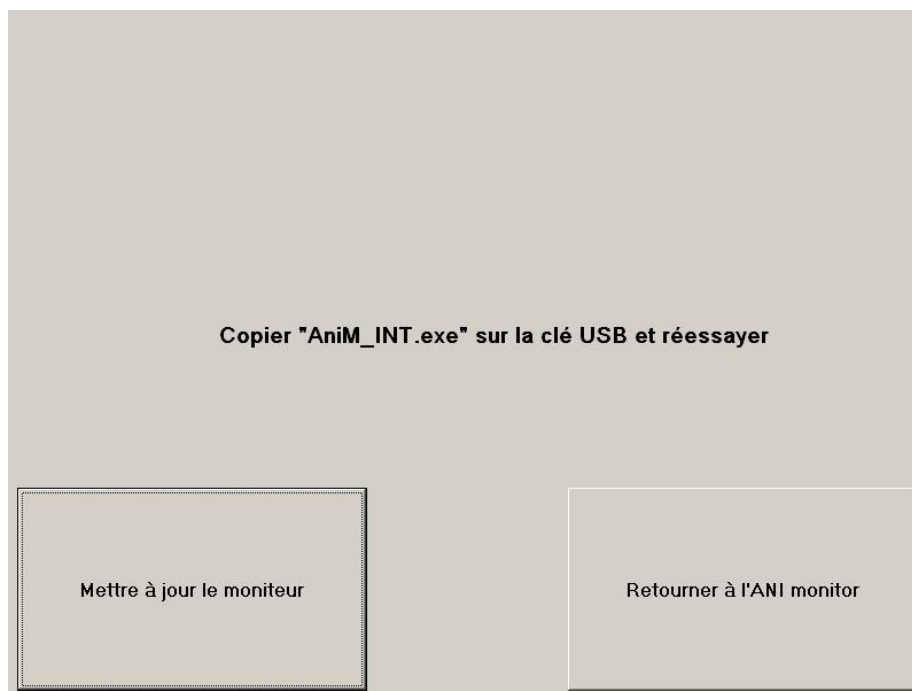 Copier "AniM_INT.exe" sur la clé USB et réessayer
Mettre à jour le moniteur
Retourner à l'ANI monitor